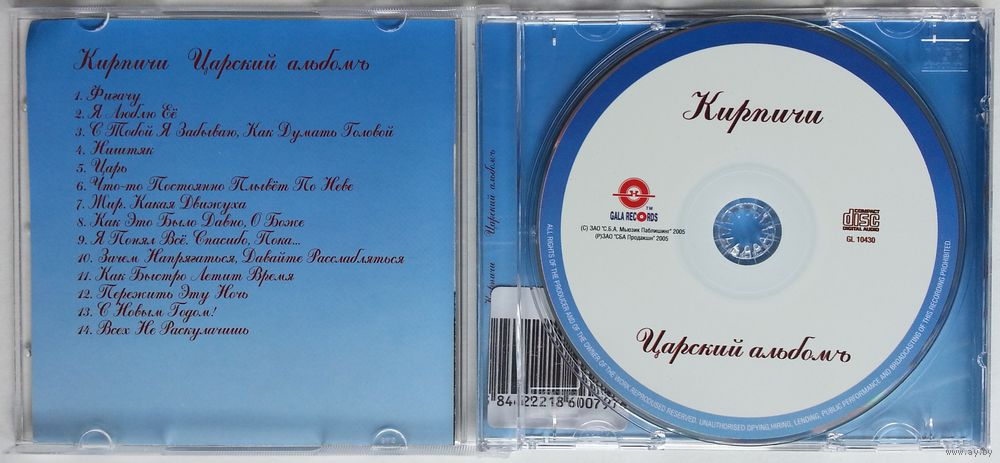 Кирпичи Царский альбомъ
1. Фигачу
2. Я Люблю Её
3. С Тобой Я Забываю, Как Думать Головой
4. Ништяк
5. Царь
6. Что-то Постоянно Плывёт По Неве
7. Жир. Какая Движуха
8. Как Это Было Давно, О Боже
9. Я Понял Всё. Спасибо, Пока...
10. Зачем Напрягаться, Давайте Расслабляться
11. Как Быстро Летит Время
12. Пережить Эту Ночь
13. С Новым Годом!
14. Всех Не Раскулачишь
Кирпичи Царский альбомъ
Кирпичи
GALA RECORDS
TM
(C) ЗАО "С.Б.А. Мьюзик Паблишинг" 2005
(P)ЗАО "СБА Продакшн" 2005
COMPACT
disc
DIGITAL AUDIO
GL 10430
Царский альбомъ
ALL RIGHTS OF THE PRODUCER AND OF THE OWNER OF THE WORK REPRODUSED RESERVED. UNAUTHORISED COPYING, HIRING, LENDING, PUBLIC PERFORMANCE AND BROADCASTING OF THIS RECORDING PROHIBITED
www.ay.by